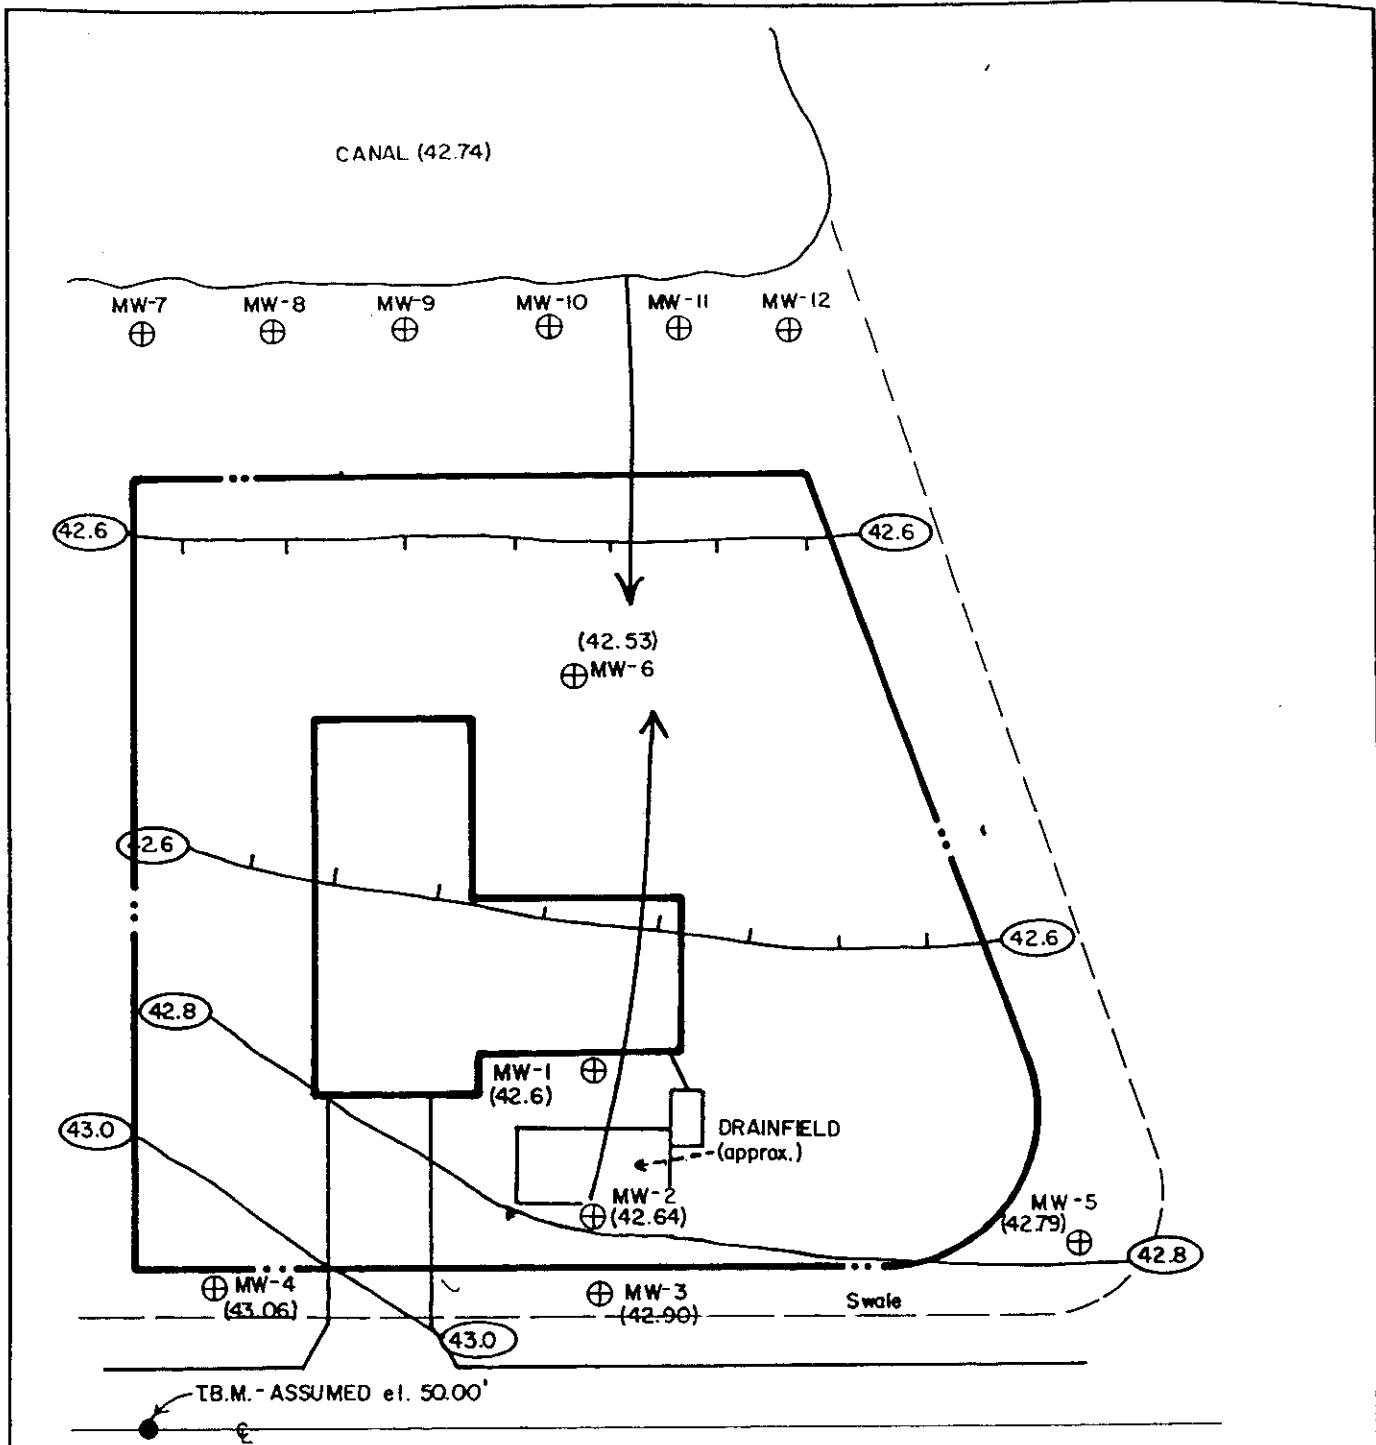 CANAL (42.74)
MW-7
MW-8
MW-9
MW-10
MW-11
MW-12
42.6
42.6
(42.53)
MW-6
42.6
42.6
42.8
MW-1
(42.6)
43.0
DRAINFIELD
(approx.)
MW-2
(42.64)
MW-5
(42.79)
42.8
MW-4
(43.06)
MW-3
(42.90)
Swale
43.0
T.B.M.- ASSUMED el. 50.00'
℄